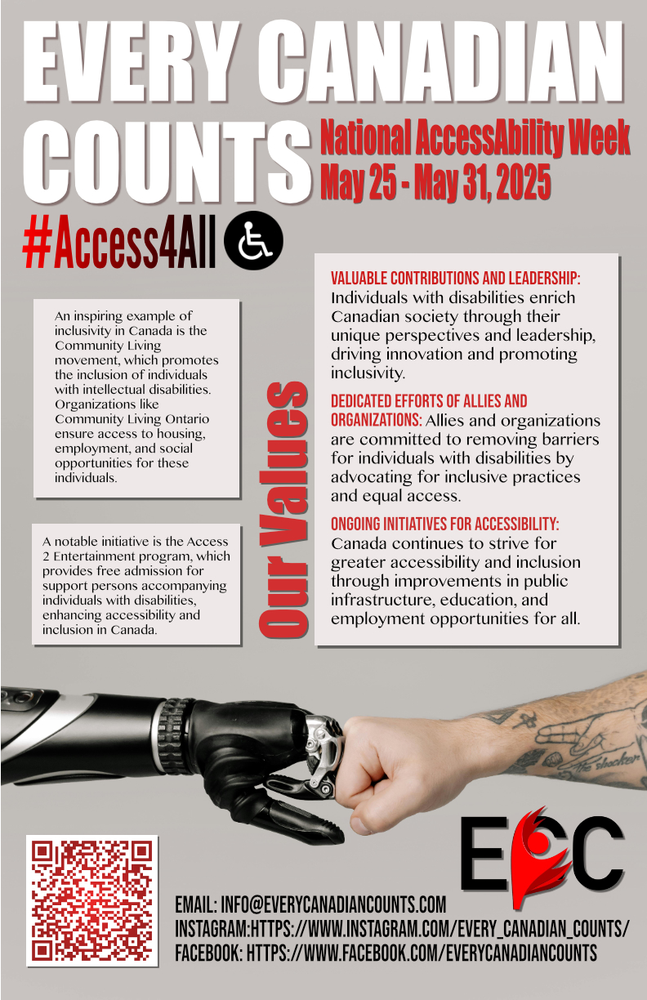 EVERY CANADIAN
COUNTS
National AccessAbility Week
May 25 - May 31, 2025
#Access4All
An inspiring example of
inclusivity in Canada is the
Community Living
movement, which promotes
the inclusion of individuals
with intellectual disabilities.
Organizations like
Community Living Ontario
ensure access to housing,
employment, and social
opportunities for these
individuals.
A notable initiative is the Access
2 Entertainment program, which
provides free admission for
support persons accompanying
individuals with disabilities,
enhancing accessibility and
inclusion in Canada.
Our Values
VALUABLE CONTRIBUTIONS AND LEADERSHIP:
Individuals with disabilities enrich
Canadian society through their
unique perspectives and leadership,
driving innovation and promoting
inclusivity.
DEDICATED EFFORTS OF ALLIES AND
ORGANIZATIONS: Allies and organizations
are committed to removing barriers
for individuals with disabilities by
advocating for inclusive practices
and equal access.
ONGOING INITIATIVES FOR ACCESSIBILITY:
Canada continues to strive for
greater accessibility and inclusion
through improvements in public
infrastructure, education, and
employment opportunities for all.
the shocker
ECC
EMAIL: INFO@EVERYCANADIANCOUNTS.COM
INSTAGRAM:HTTPS://WWW.INSTAGRAM.COM/EVERY_CANADIAN_COUNTS/
FACEBOOK: HTTPS://WWW.FACEBOOK.COM/EVERYCANADIANCOUNTS